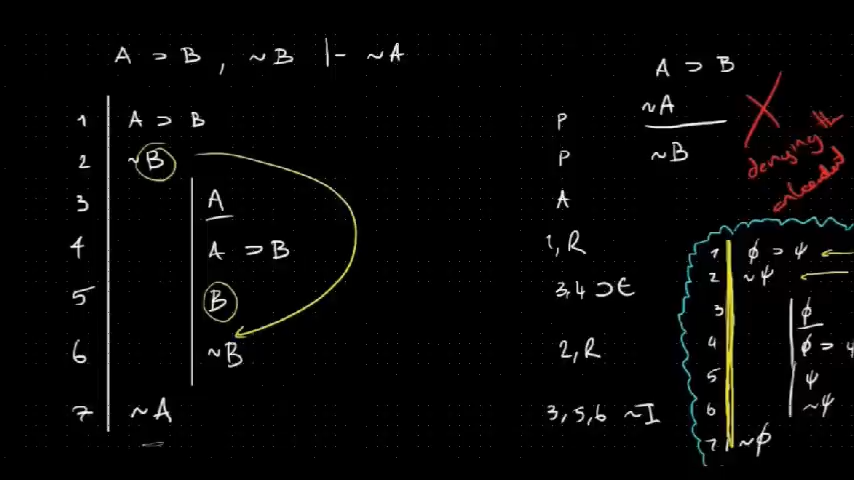 A ⊃ B , ~B |- ~A
1 A ⊃ B P
2 ~B P
3 A A
4 A ⊃ B 1, R
5 B 3,4 ⊃E
6 ~B 2, R
7 ~A 3, 5, 6 ~I
A ⊃ B
~A
~B
denying the
1 ϕ ⊃ ψ
2 ~ψ
3 ϕ
4 ϕ ⊃
5 ψ
6 ~ψ
7 ~ϕ